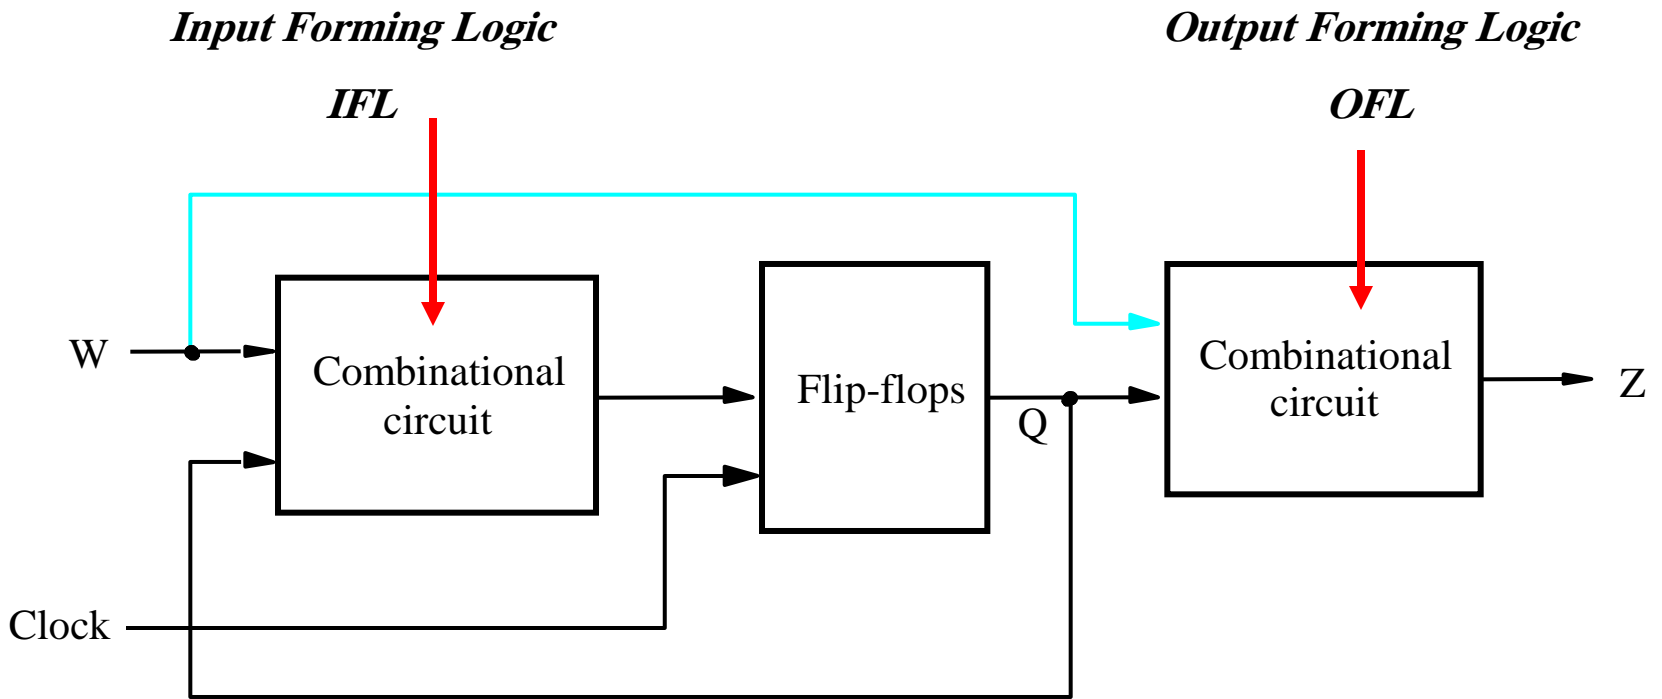 Input Forming Logic
Output Forming Logic
IFL
OFL
W
Combinational
circuit
Flip-flops
Q
Combinational
circuit
Z
Clock